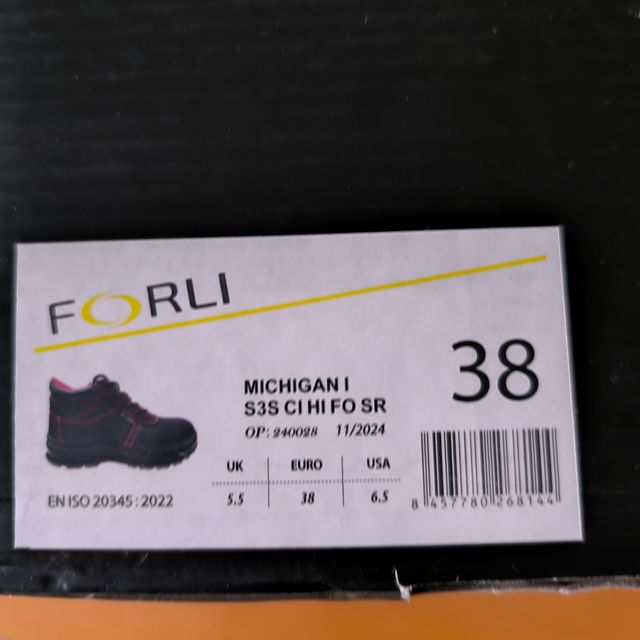 FORLI
MICHIGAN I
S3S CI HI FO SR
38
OP: 240028 11/2024
UK EURO USA
5.5 38 6.5
EN ISO 20345 : 2022
8 457780 268144